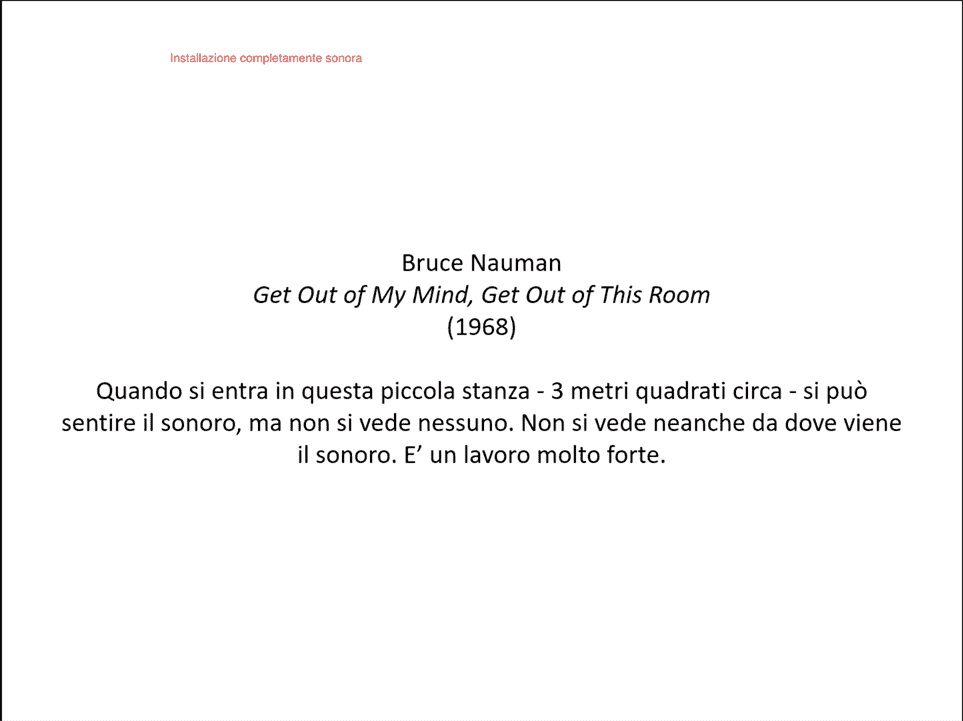 Installazione completamente sonora
Bruce Nauman
Get Out of My Mind, Get Out of This Room
(1968)
Quando si entra in questa piccola stanza - 3 metri quadrati circa - si può
sentire il sonoro, ma non si vede nessuno. Non si vede neanche da dove viene
il sonoro. E’ un lavoro molto forte.